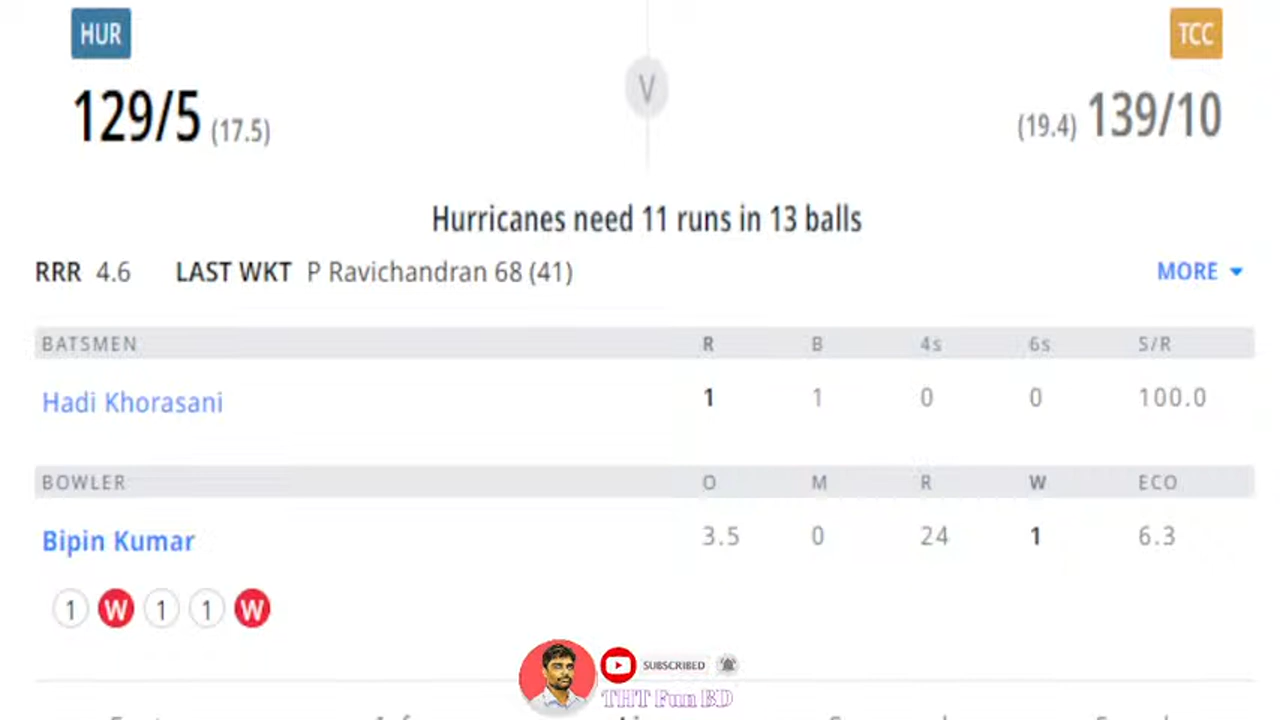 HUR
TCC
V
129/5 (17.5)
(19.4) 139/10
Hurricanes need 11 runs in 13 balls
RRR 4.6 LAST WKT P Ravichandran 68 (41)
MORE
BATSMEN R B 4s 6s S/R
Hadi Khorasani 1 1 0 0 100.0
BOWLER O M R W ECO
Bipin Kumar 3.5 0 24 1 6.3
1 W 1 1 W
SUBSCRIBED
THT Fun BD